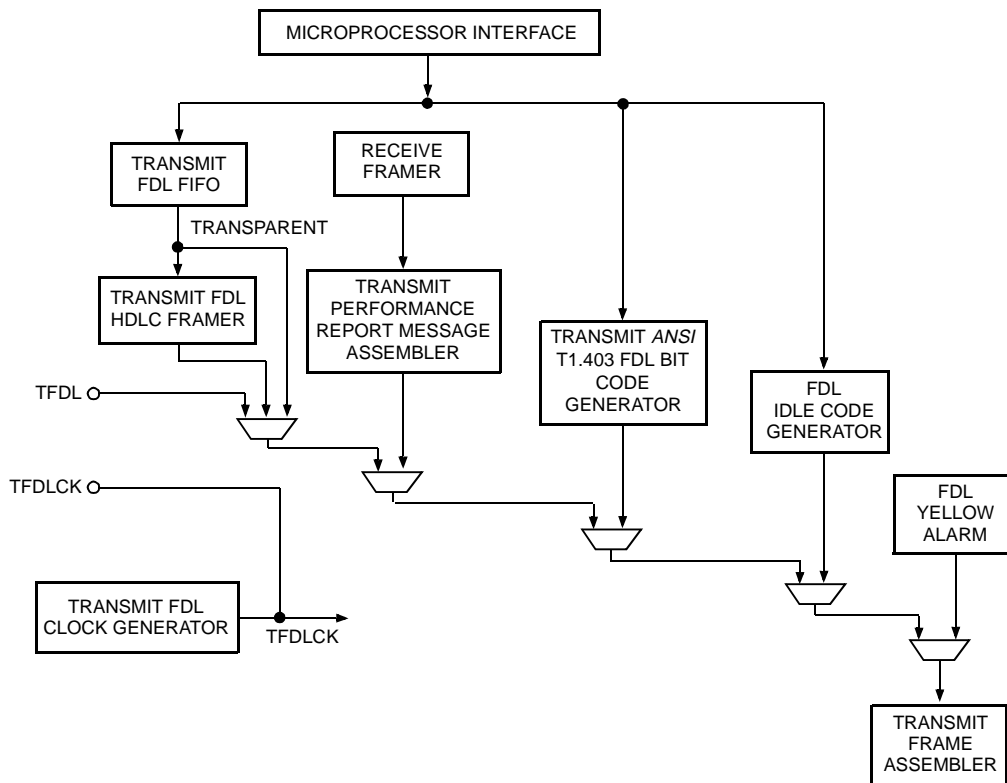 MICROPROCESSOR INTERFACE
TRANSMIT
FDL FIFO
RECEIVE
FRAMER
TRANSPARENT
TRANSMIT FDL
HDLC FRAMER
TRANSMIT
PERFORMANCE
REPORT MESSAGE
ASSEMBLER
TRANSMIT ANSI
T1.403 FDL BIT
CODE
GENERATOR
FDL
IDLE CODE
GENERATOR
TFDL
TFDLCK
FDL
YELLOW
ALARM
TRANSMIT FDL
CLOCK GENERATOR
TFDLCK
TRANSMIT
FRAME
ASSEMBLER